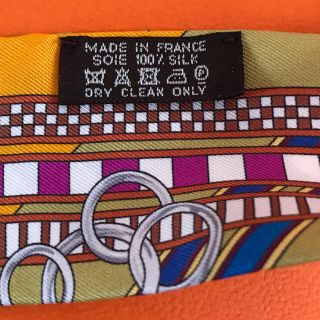 MADE IN FRANCE
SOIE 100% SILK
DRY CLEAN ONLY